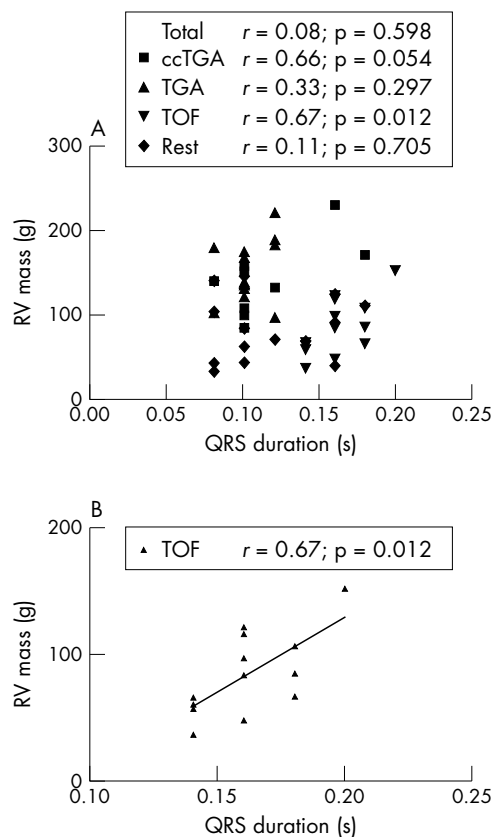 Total r = 0.08; p = 0.598
ccTGA r = 0.66; p = 0.054
TGA r = 0.33; p = 0.297
TOF r = 0.67; p = 0.012
Rest r = 0.11; p = 0.705
A
300
200
100
0
RV mass (g)
0.00 0.05 0.10 0.15 0.20 0.25
QRS duration (s)
B
TOF r = 0.67; p = 0.012
200
100
0
RV mass (g)
0.10 0.15 0.20 0.25
QRS duration (s)